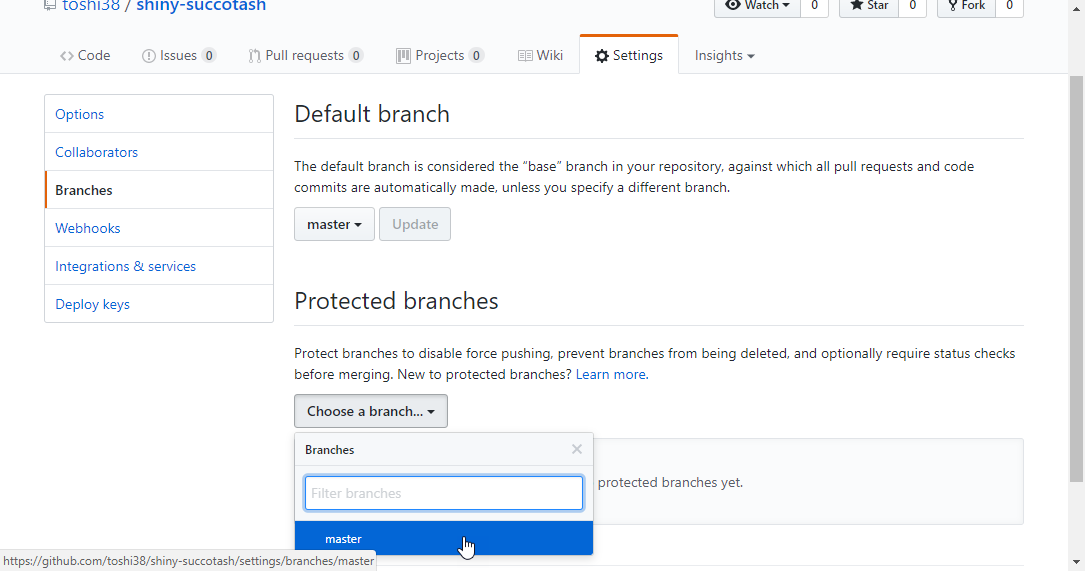 toshi38 / shiny-succotash
Watch 0 Star 0 Fork 0
Code Issues 0 Pull requests 0 Projects 0 Wiki Settings Insights
Options
Collaborators
Branches
Webhooks
Integrations & services
Deploy keys
Default branch
The default branch is considered the “base” branch in your repository, against which all pull requests and code
commits are automatically made, unless you specify a different branch.
master Update
Protected branches
Protect branches to disable force pushing, prevent branches from being deleted, and optionally require status checks
before merging. New to protected branches? Learn more.
Choose a branch...
Branches
Filter branches
protected branches yet.
master
https://github.com/toshi38/shiny-succotash/settings/branches/master